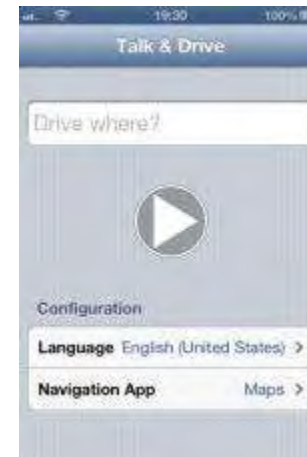 19:30 100%
Talk & Drive
Drive where?
Configuration
Language English (United States) >
Navigation App Maps >